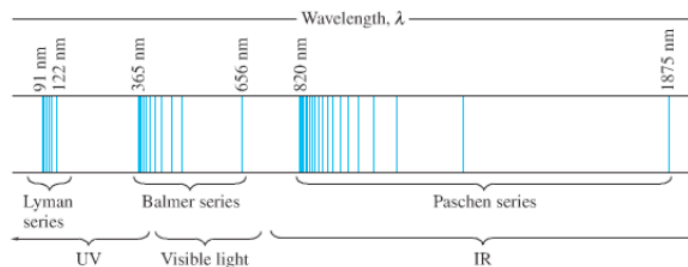 Wavelength, λ
91 nm
122 nm
365 nm
656 nm
820 nm
1875 nm
Lyman
series
Balmer series
Paschen series
UV
Visible light
IR